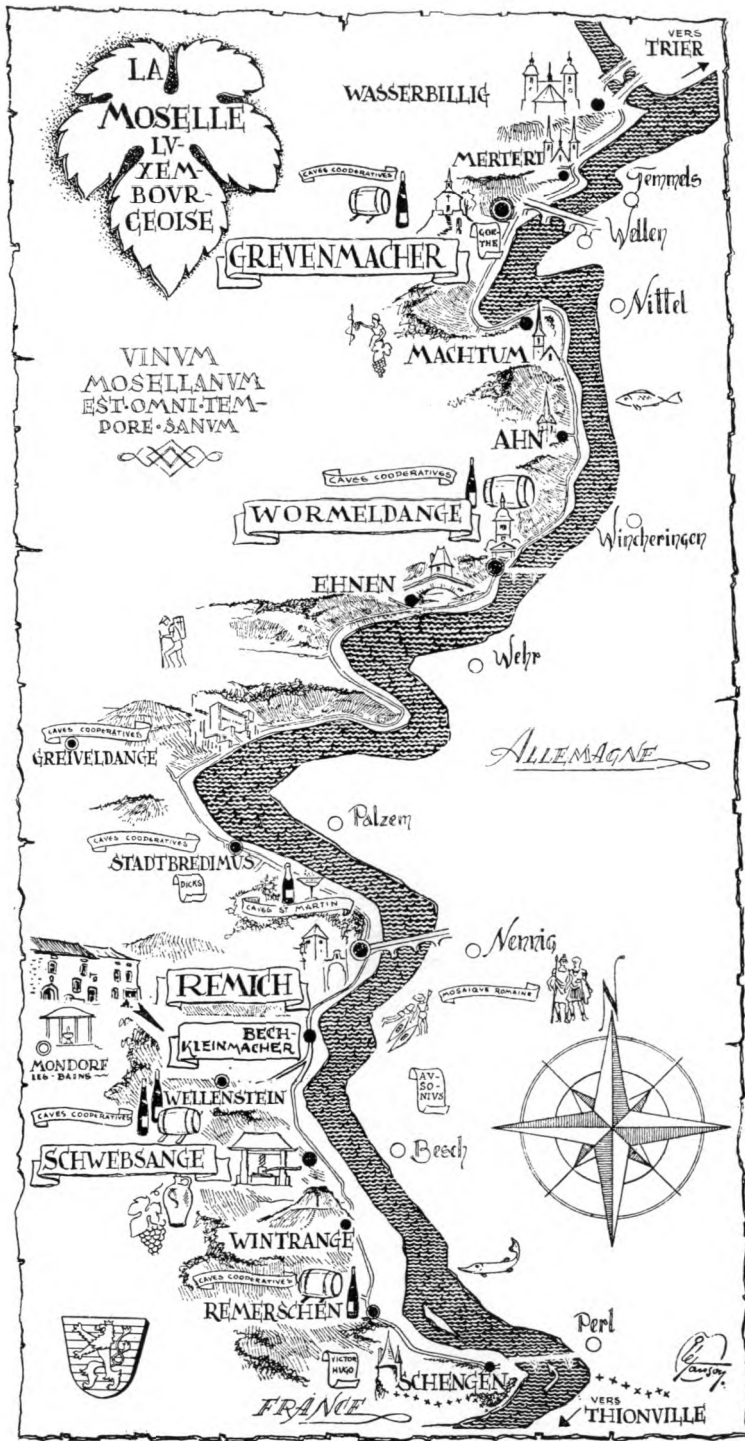 VERS
TRIER
LA
MOSELLE
LV-
XEM-
BOVR-
GEOISE
WASSERBILLIG
MERTERT
CAVES COOPERATIVES
Temmels
GOE-
THE
Wellen
GREVENMACHER
Nittel
MACHTUM
VINVM
MOSELLANVM
EST·OMNI·TEM-
PORE·SANVM
AHN
CAVES COOPERATIVES
WORMELDANGE
Wincheringen
EHNEN
Wehr
CAVES COOPERATIVES
GREIVELDANGE
ALLEMAGNE
Palzem
CAVES COOPERATIVES
STADTBREDIMUS
DICKS
CAVES ST MARTIN
Nennig
REMICH
MOSAIQUE ROMAINE
N
BECH-
KLEINMACHER
MONDORF
LES-BAINS
WELLENSTEIN
AV-
SO-
NIVS
CAVES COOPERATIVES
SCHWEBSANGE
Besch
WINTRANGE
CAVES COOPERATIVES
REMERSCHEN
Perl
VICTOR
HUGO
SCHENGEN
FRANCE
VERS
THIONVILLE